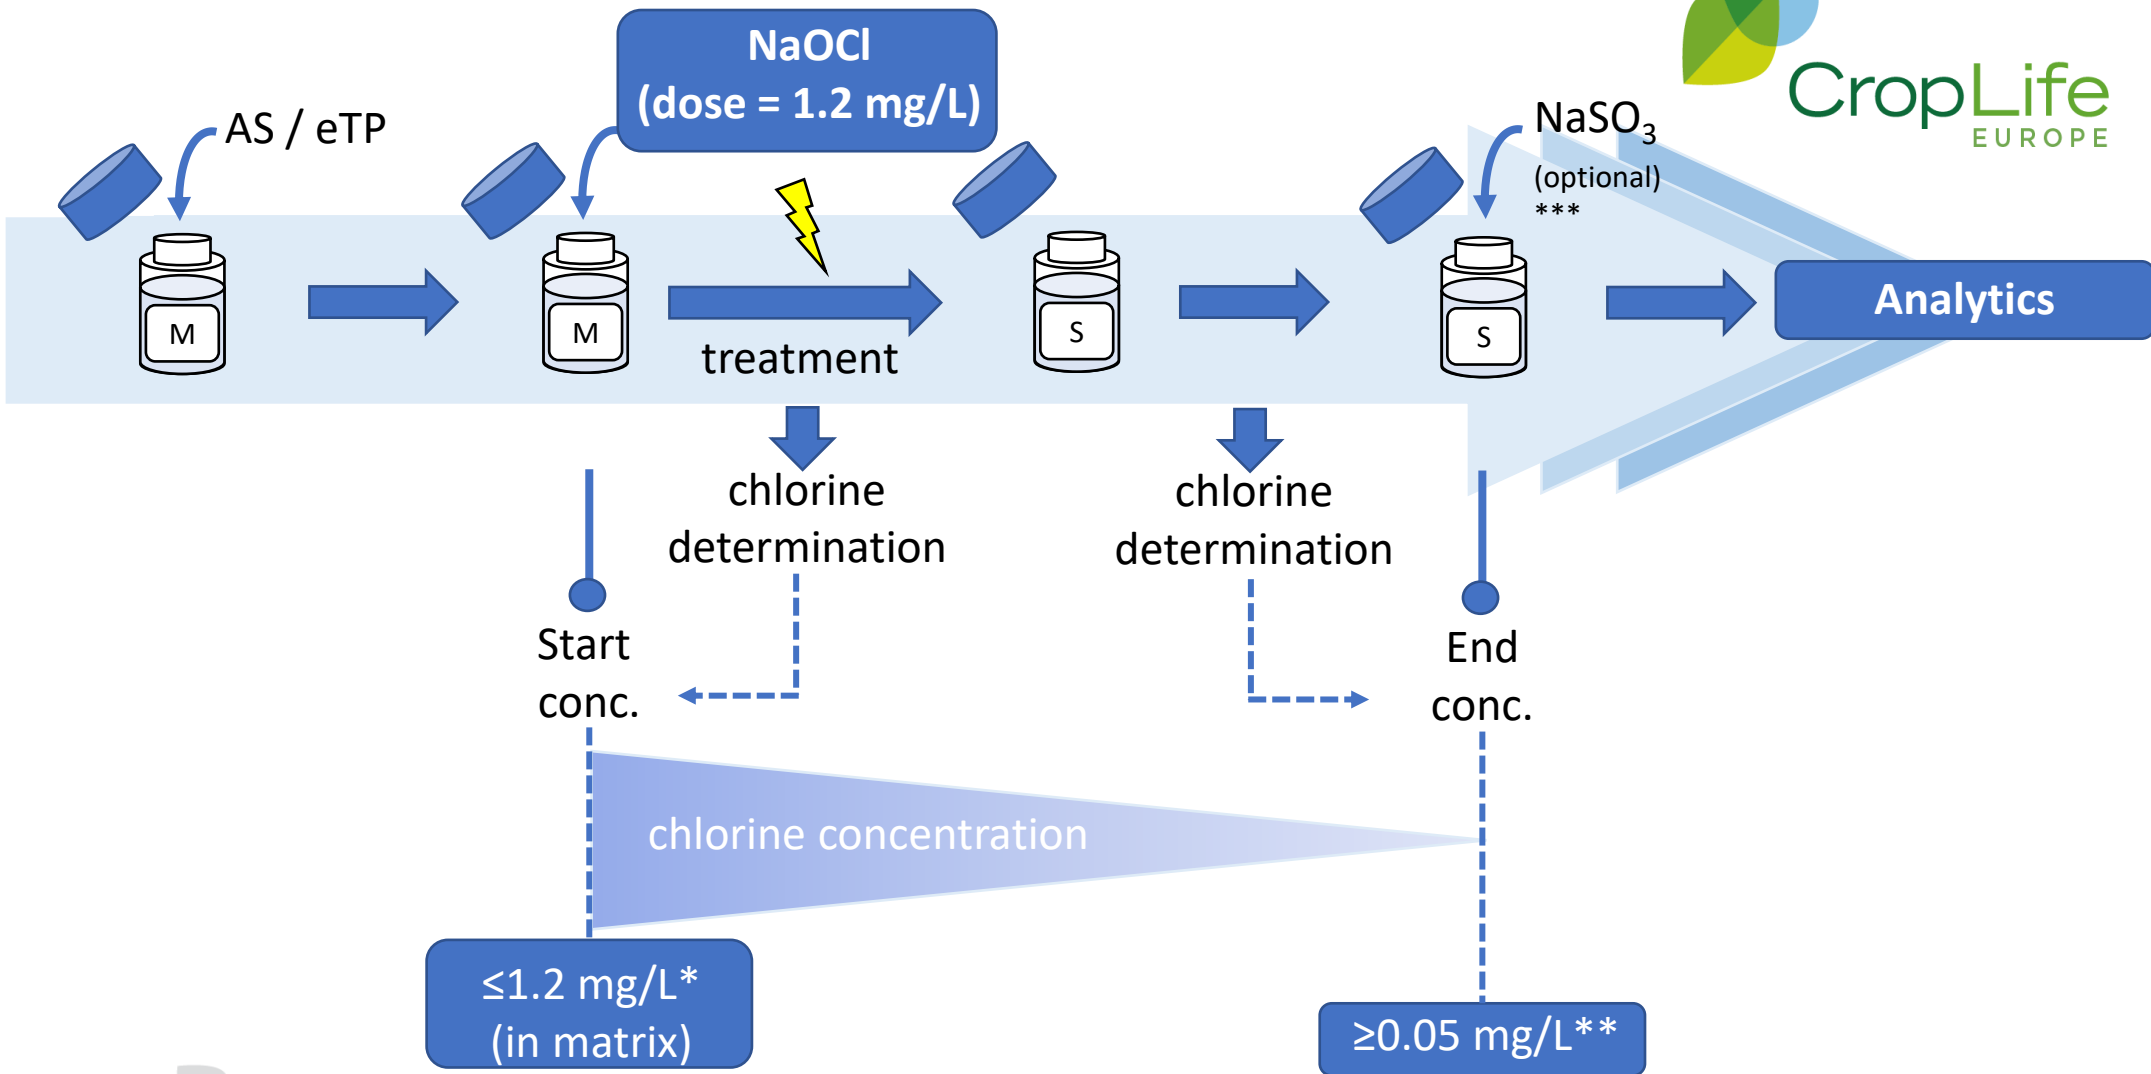 NaOCl
(dose = 1.2 mg/L)
CropLife
EUROPE
AS / eTP
NaSO₃
(optional)
***
M
M
S
S
Analytics
treatment
chlorine
determination
chlorine
determination
Start
conc.
End
conc.
chlorine concentration
≤1.2 mg/L*
(in matrix)
≥0.05 mg/L**